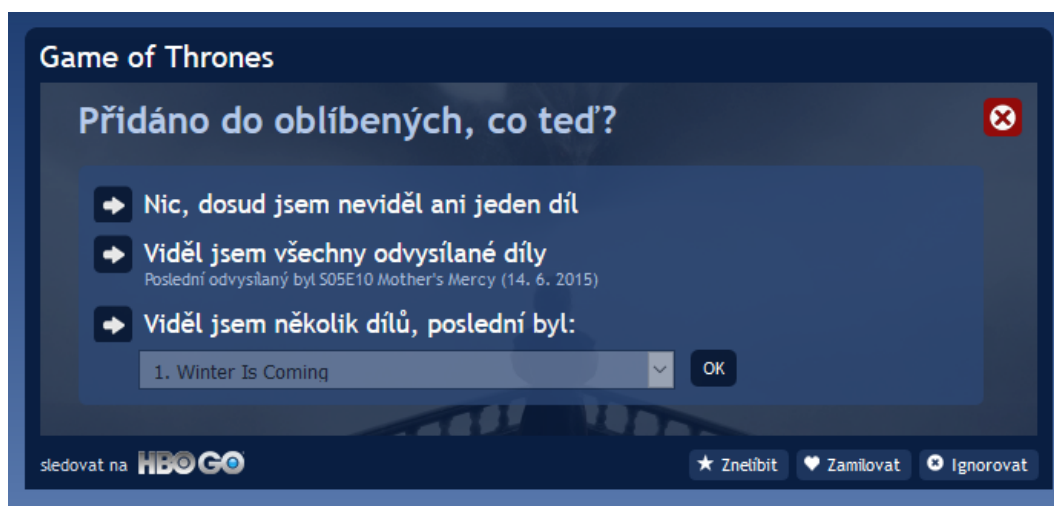 Game of Thrones
Přidáno do oblíbených, co teď?
Nic, dosud jsem neviděl ani jeden díl
Viděl jsem všechny odvysílané díly
Poslední odvysílaný byl S05E10 Mother's Mercy (14. 6. 2015)
Viděl jsem několik dílů, poslední byl:
1. Winter Is Coming
OK
sledovat na HBO GO
Znelíbit
Zamilovat
Ignorovat